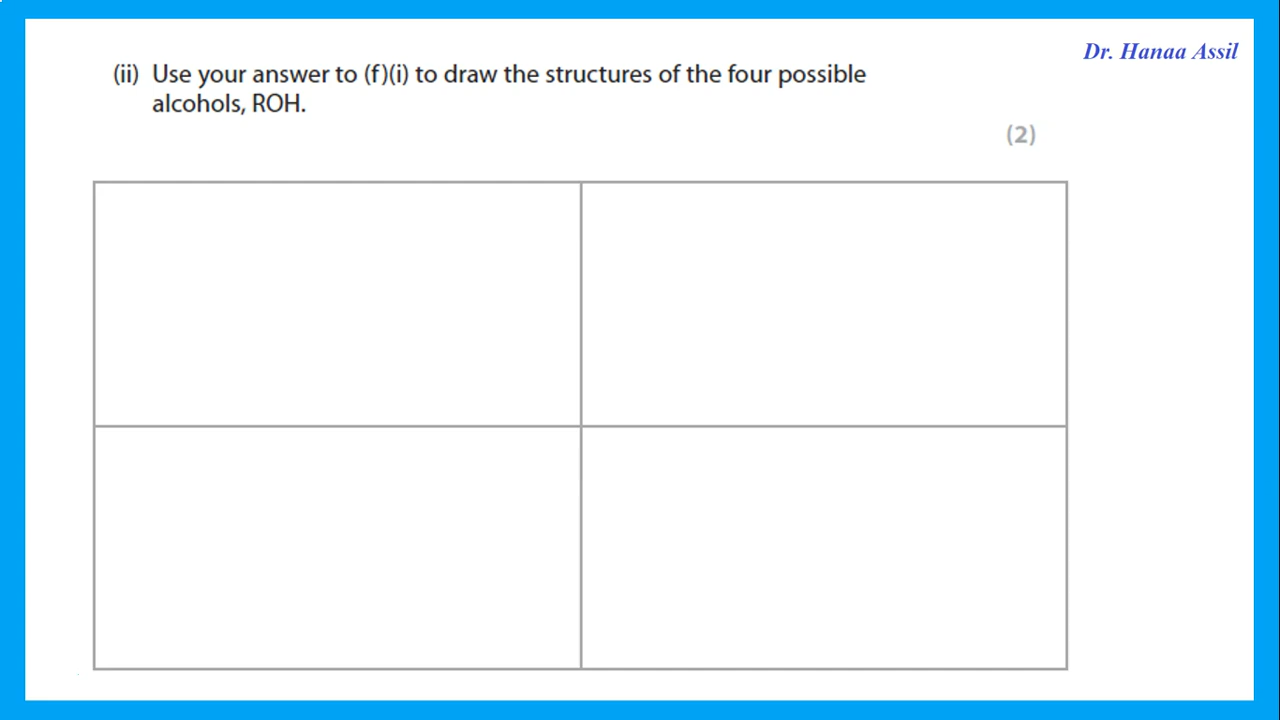 Dr. Hanaa Assil
(ii) Use your answer to (f)(i) to draw the structures of the four possible
alcohols, ROH.
(2)